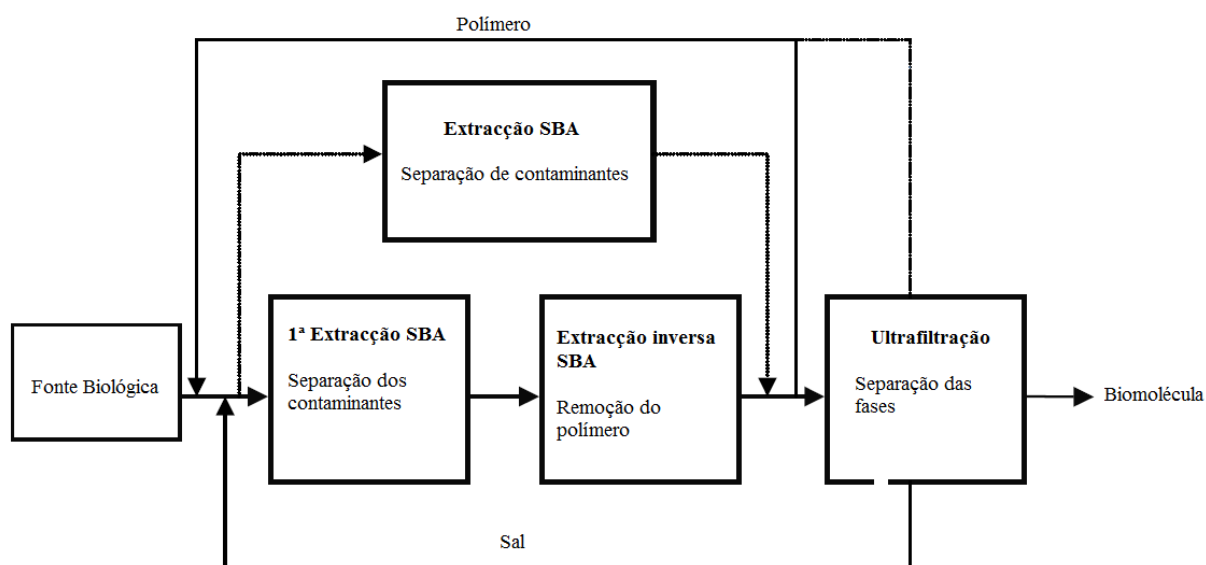 Polímero
Extracção SBA
Separação de contaminantes
Fonte Biológica
1ª Extracção SBA
Separação dos
contaminantes
Extracção inversa
SBA
Remoção do
polímero
Ultrafiltração
Separação das
fases
Biomolécula
Sal